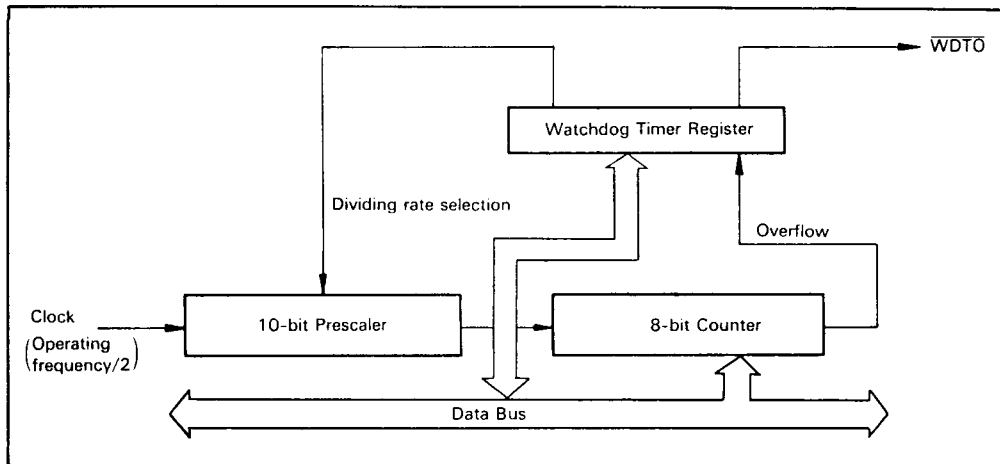 W̅D̅T̅O̅
Watchdog Timer Register
Dividing rate selection
Overflow
Clock
(Operating
frequency/2)
10-bit Prescaler
8-bit Counter
Data Bus